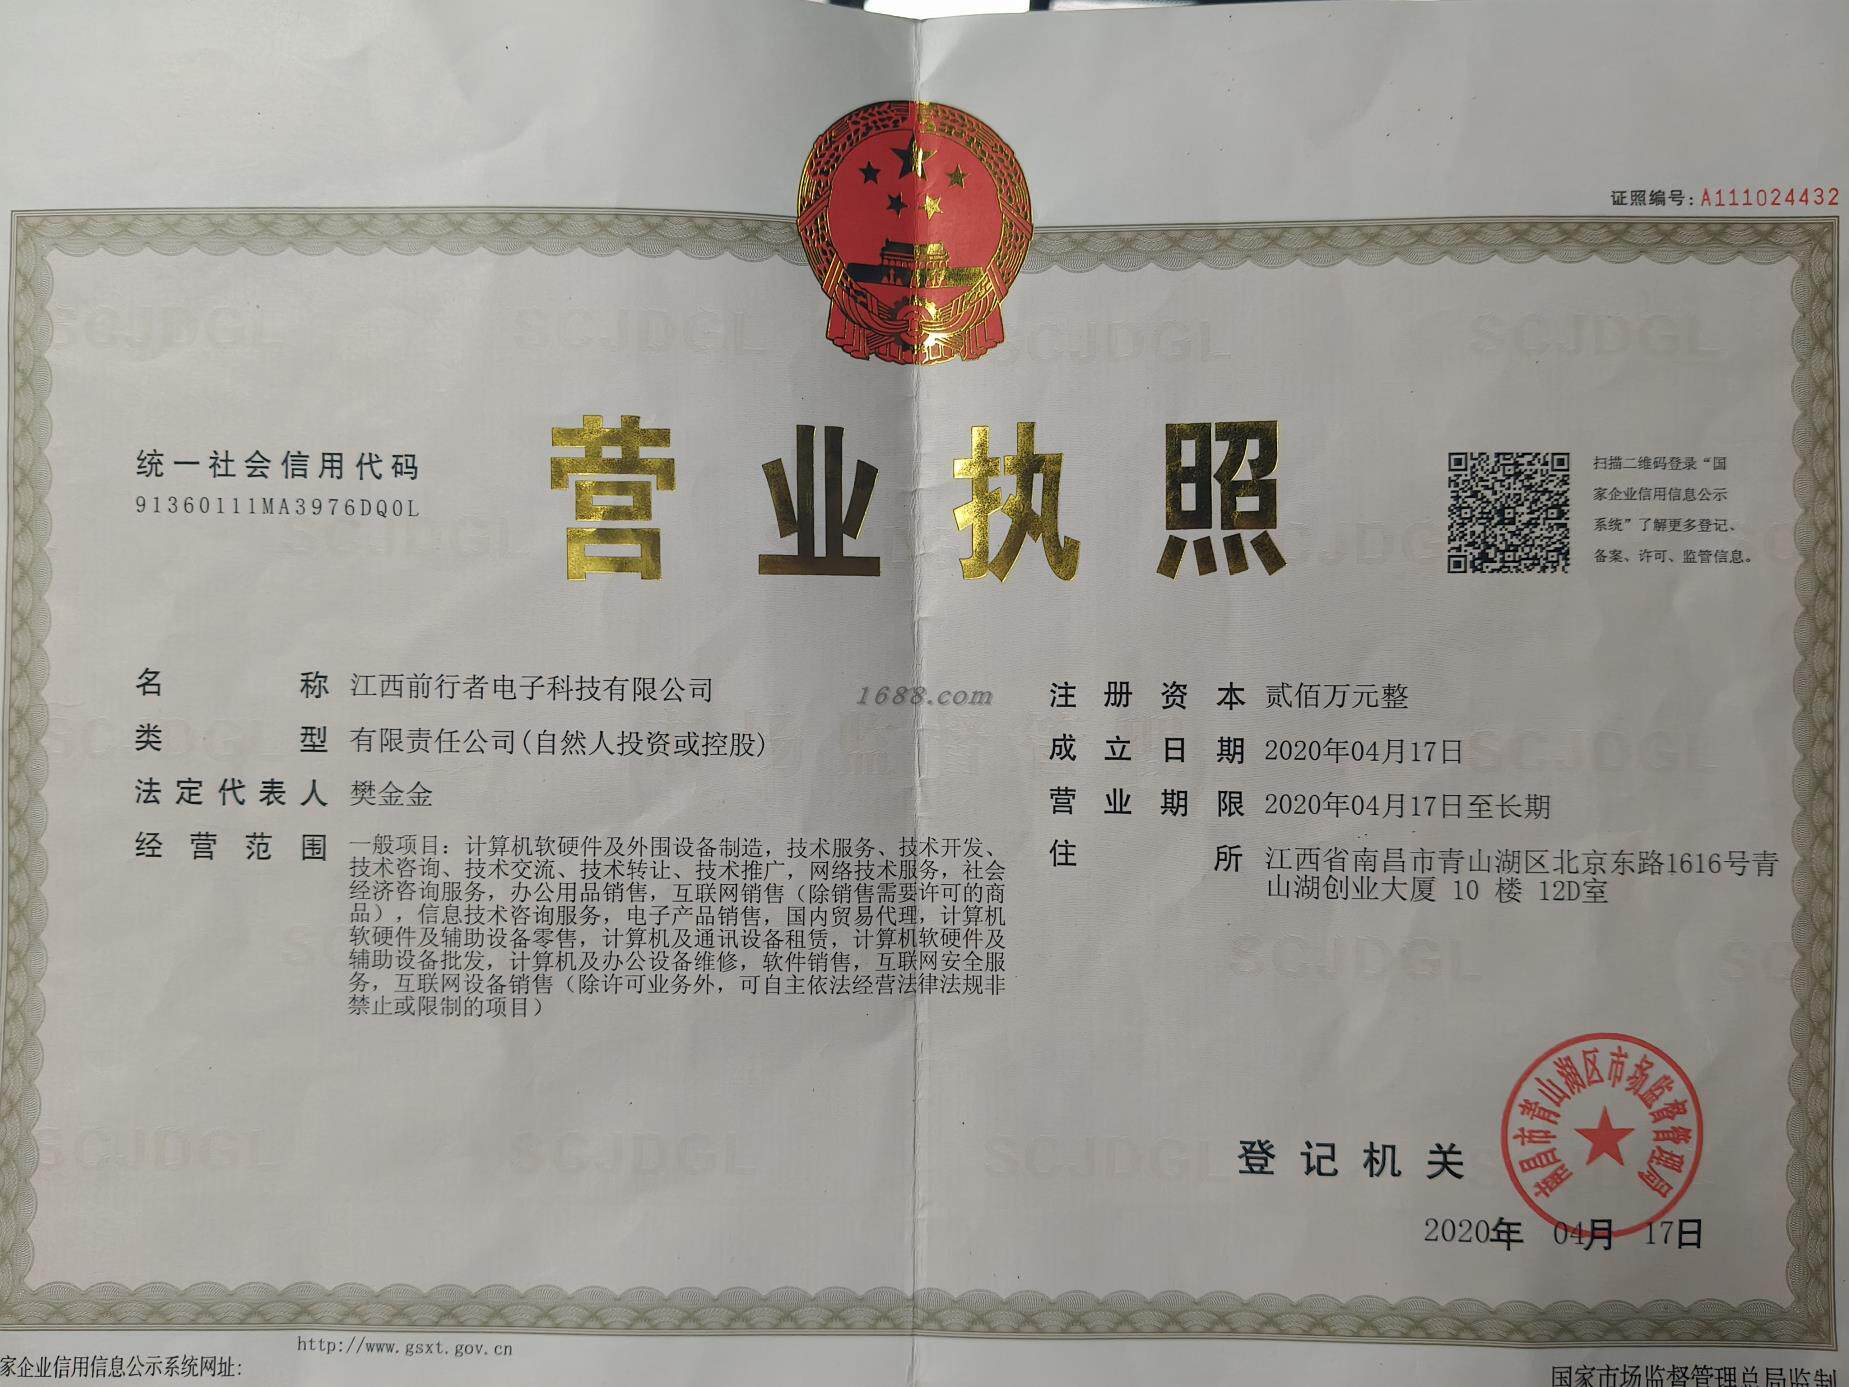 证照编号：A111024432
统一社会信用代码
91360111MA3976DQ0L
营业执照
扫描二维码登录“国
家企业信用信息公示
系统”了解更多登记、
备案、许可、监管信息。
名称 江西前行者电子科技有限公司
类型 有限责任公司(自然人投资或控股)
法定代表人 樊金金
经营范围 一般项目：计算机软硬件及外围设备制造，技术服务、技术开发、
技术咨询、技术交流、技术转让、技术推广，网络技术服务，社会
经济咨询服务，办公用品销售，互联网销售（除销售需要许可的商
品），信息技术咨询服务，电子产品销售，国内贸易代理，计算机
软硬件及辅助设备零售，计算机及通讯设备租赁，计算机软硬件及
辅助设备批发，计算机及办公设备维修，软件销售，互联网安全服
务，互联网设备销售（除许可业务外，可自主依法经营法律法规非
禁止或限制的项目）
1688.com
注册资本 贰佰万元整
成立日期 2020年04月17日
营业期限 2020年04月17日至长期
住所 江西省南昌市青山湖区北京东路1616号青
山湖创业大厦 10 楼 12D室
登记机关
南昌市青山湖区市场监督管理局
2020年 04月 17日
http://www.gsxt.gov.cn
家企业信用信息公示系统网址：
国家市场监督管理总局监制
SCJDGL
SCJDGL
SCJDGL
SCJDGL
SCJDGL
SCJDGL
SCJDGL
SCJDGL
SCJDGL
SCJDGL